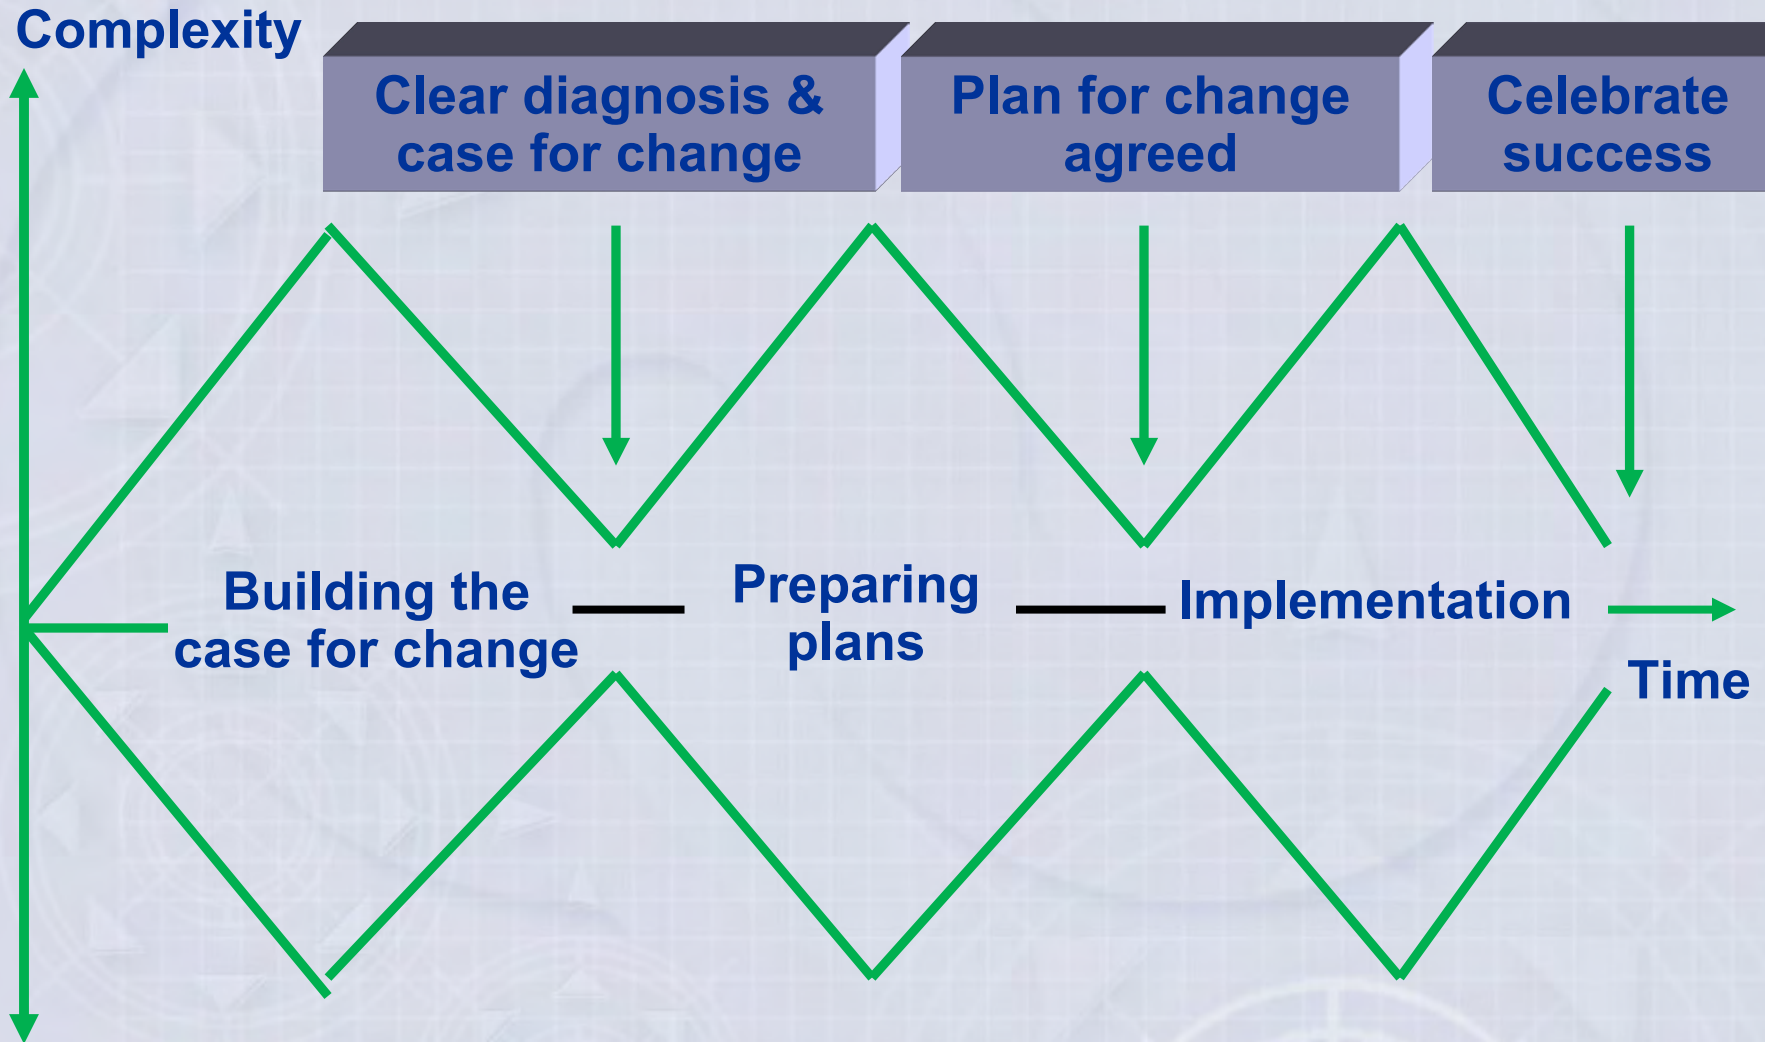 Complexity
Clear diagnosis &
case for change
Plan for change
agreed
Celebrate
success
Building the
case for change
Preparing
plans
Implementation
Time